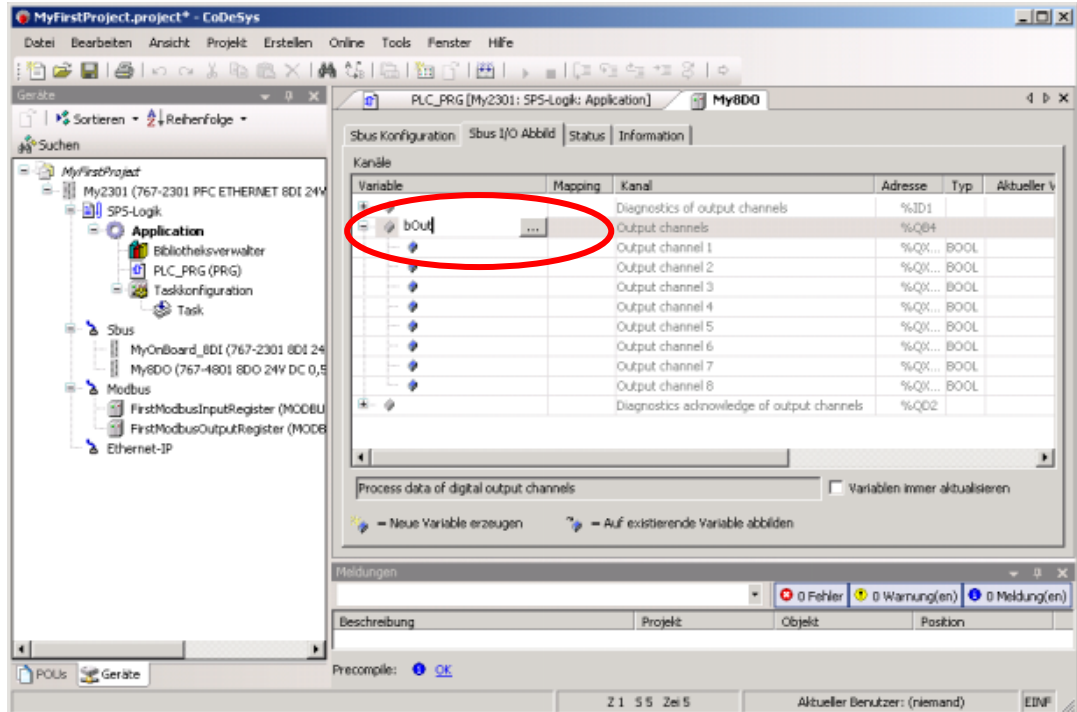 MyFirstProject.project* - CoDeSys
Datei Bearbeiten Ansicht Projekt Erstellen Online Tools Fenster Hilfe
Geräte
Sortieren Reihenfolge
Suchen
MyFirstProject
My2301 (767-2301 PFC ETHERNET 8DI 24V
SPS-Logik
Application
Bibliotheksverwalter
PLC_PRG (PRG)
Taskkonfiguration
Task
Sbus
MyOnBoard_8DI (767-2301 8DI 24
My8DO (767-4801 8DO 24V DC 0,5
Modbus
FirstModbusInputRegister (MODBU
FirstModbusOutputRegister (MODB
Ethernet-IP
POUs Geräte
PLC_PRG [My2301: SPS-Logik: Application] My8DO
Sbus Konfiguration Sbus I/O Abbild Status Information
Kanäle
Variable Mapping Kanal Adresse Typ Aktueller W
Diagnostics of output channels %ID1
bOut ... Output channels %QB4
Output channel 1 %QX... BOOL
Output channel 2 %QX... BOOL
Output channel 3 %QX... BOOL
Output channel 4 %QX... BOOL
Output channel 5 %QX... BOOL
Output channel 6 %QX... BOOL
Output channel 7 %QX... BOOL
Output channel 8 %QX... BOOL
Diagnostics acknowledge of output channels %QD2
Process data of digital output channels Variablen immer aktualisieren
= Neue Variable erzeugen = Auf existierende Variable abbilden
Meldungen
0 Fehler 0 Warnung(en) 0 Meldung(en)
Beschreibung Projekt Objekt Position
Precompile: OK
Z 1 S 5 Zei 5 Aktueller Benutzer: (niemand) EINF